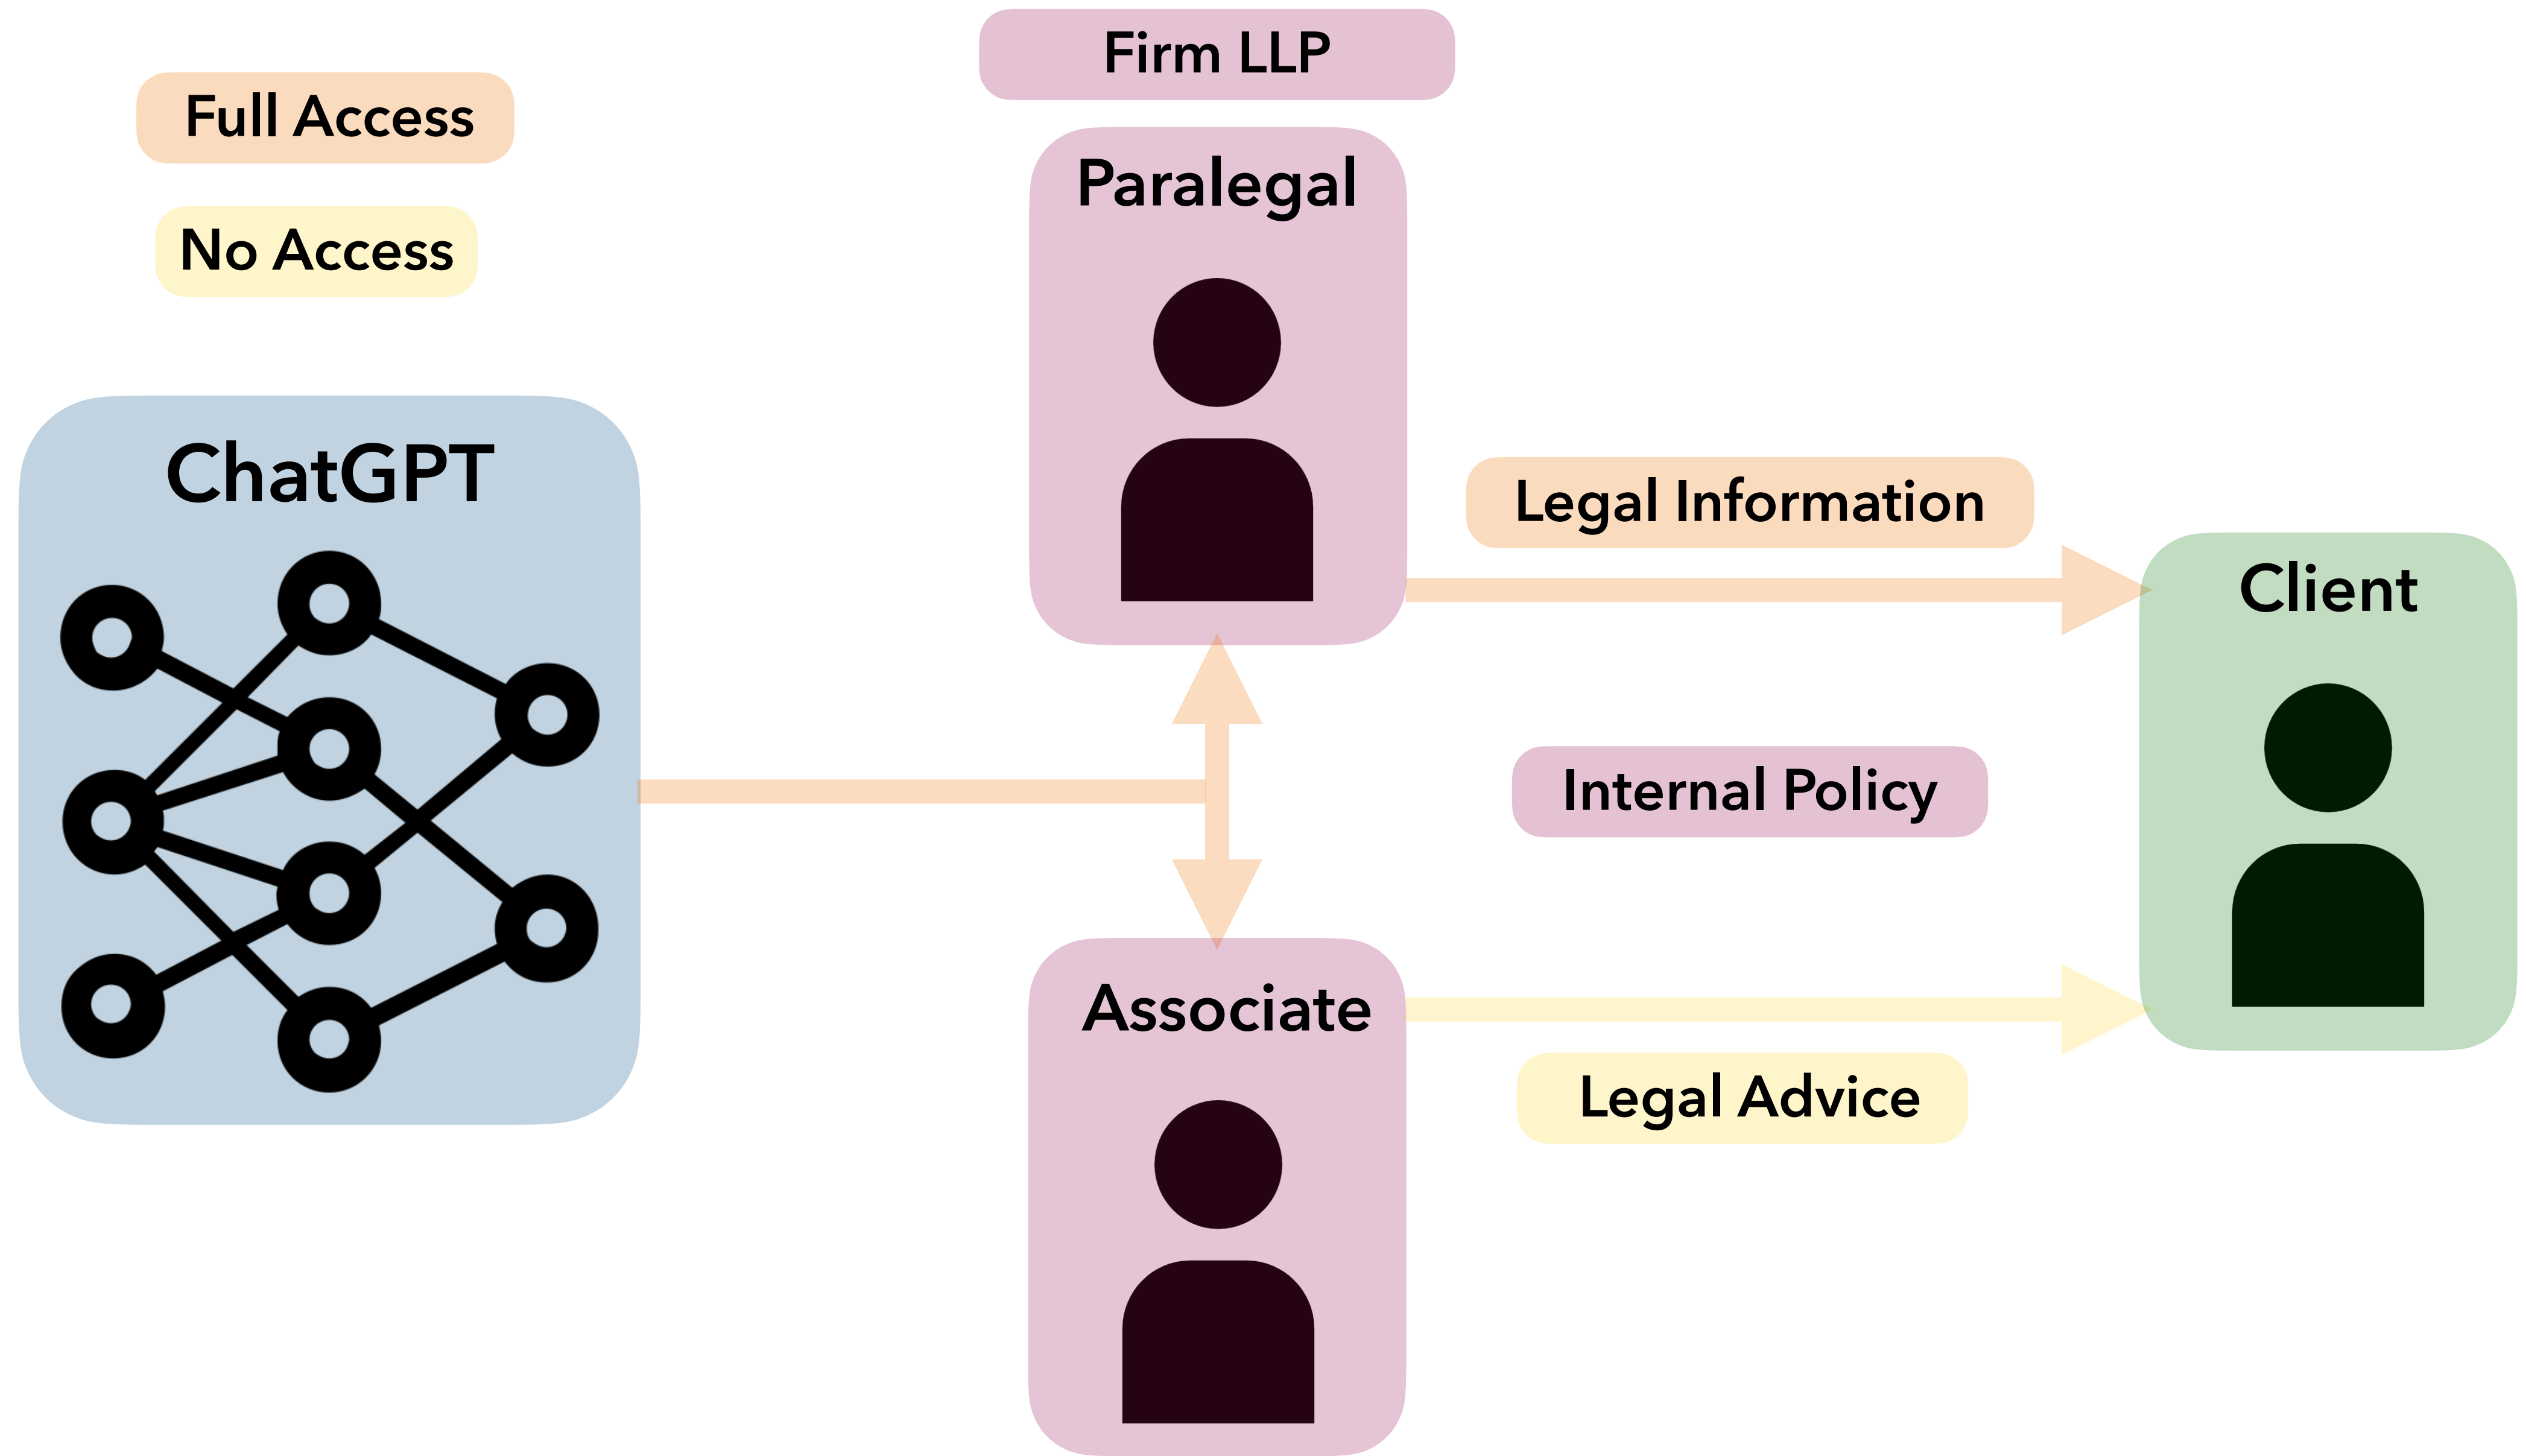 Firm LLP
Full Access
No Access
Paralegal
ChatGPT
Legal Information
Client
Internal Policy
Associate
Legal Advice